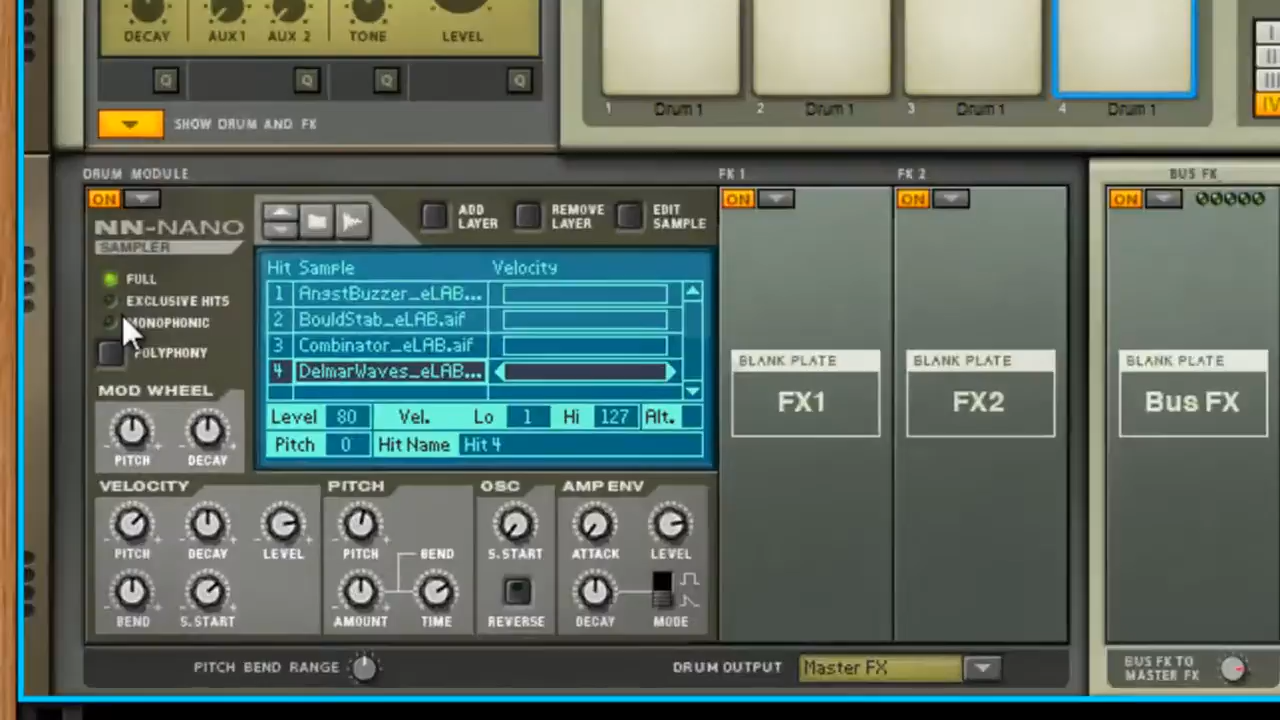 DECAY AUX1 AUX 2 TONE LEVEL
Q Q Q Q
1 Drum 1 2 Drum 1 3 Drum 1 4 Drum 1
SHOW DRUM AND FX
DRUM MODULE
FX 1
FX 2
BUS FX
ON
ON
ON
ON
NN-NANO
SAMPLER
ADD LAYER
REMOVE LAYER
EDIT SAMPLE
FULL
EXCLUSIVE HITS
MONOPHONIC
POLYPHONY
Hit Sample Velocity
1 AngstBuzzer_eLAB...
2 BouldStab_eLAB.aif
3 Combinator_eLAB.aif
4 DelmarWaves_eLAB...
Level 80 Vel. Lo 1 Hi 127 Alt.
Pitch 0 Hit Name Hit 4
BLANK PLATE
FX1
BLANK PLATE
FX2
BLANK PLATE
Bus FX
MOD WHEEL
PITCH DECAY
VELOCITY
PITCH DECAY LEVEL
BEND S.START
PITCH
PITCH BEND
AMOUNT TIME
OSC
S.START
REVERSE
AMP ENV
ATTACK LEVEL
DECAY MODE
PITCH BEND RANGE
DRUM OUTPUT Master FX
BUS FX TO
MASTER FX